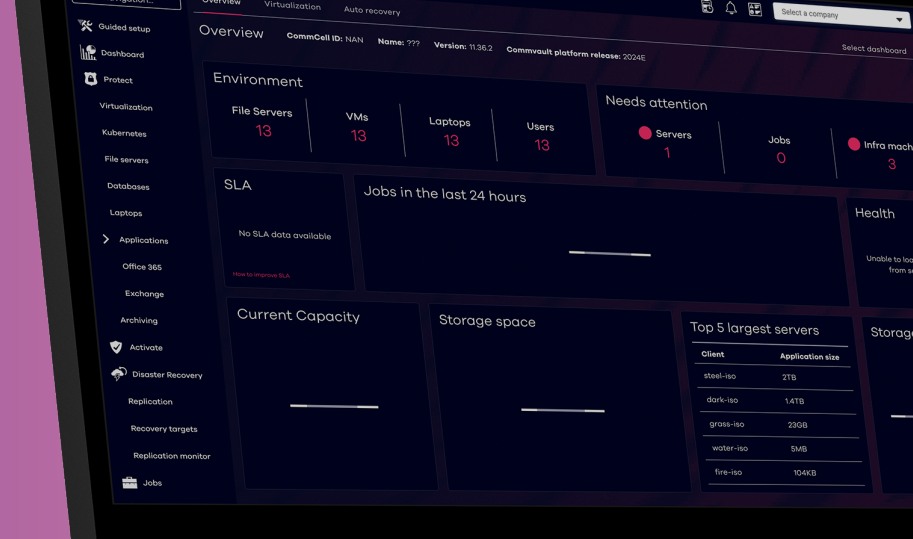 Overview
Virtualization
Auto recovery
Select a company
Guided setup
Dashboard
Protect
Virtualization
Kubernetes
File servers
Databases
Laptops
Applications
Office 365
Exchange
Archiving
Activate
Disaster Recovery
Replication
Recovery targets
Replication monitor
Jobs
Overview
CommCell ID: NAN
Name: ???
Version: 11.36.2
Commvault platform release: 2024E
Select dashboard
Environment
File Servers
13
VMs
13
Laptops
13
Users
13
Needs attention
Servers
1
Jobs
0
Infra mach
3
SLA
No SLA data available
How to improve SLA
Jobs in the last 24 hours
Health
Unable to loa
from se
Current Capacity
Storage space
Top 5 largest servers
Client Application size
steel-iso 2TB
dark-iso 1.4TB
grass-iso 23GB
water-iso 5MB
fire-iso 104KB
Storag